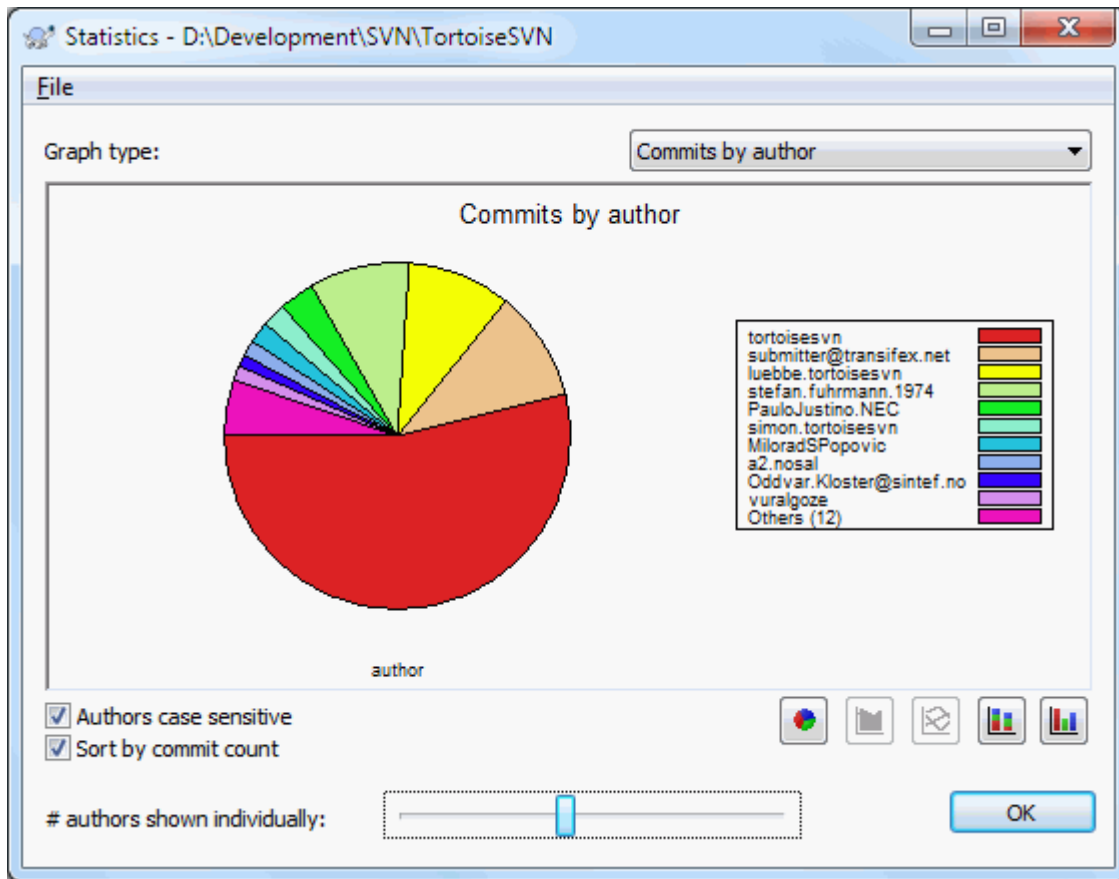 Statistics - D:\Development\SVN\TortoiseSVN
File
Graph type:
Commits by author
Commits by author
tortoisesvn
submitter@transifex.net
luebbe.tortoisesvn
stefan.fuhrmann.1974
PauloJustino.NEC
simon.tortoisesvn
MiloradSPopovic
a2.nosal
Oddvar.Kloster@sintef.no
vuralgoze
Others (12)
author
Authors case sensitive
Sort by commit count
# authors shown individually:
OK